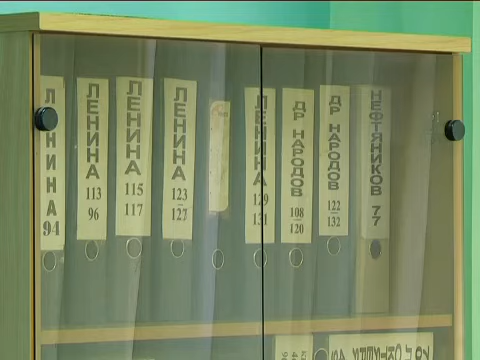 ЛЕНИНА
94
ЛЕНИНА
113
96
ЛЕНИНА
115
117
ЛЕНИНА
123
127
ЛЕНИНА
129
131
ДР НАРОДОВ
108
120
ДР НАРОДОВ
122
132
НЕФТЯНИКОВ
77